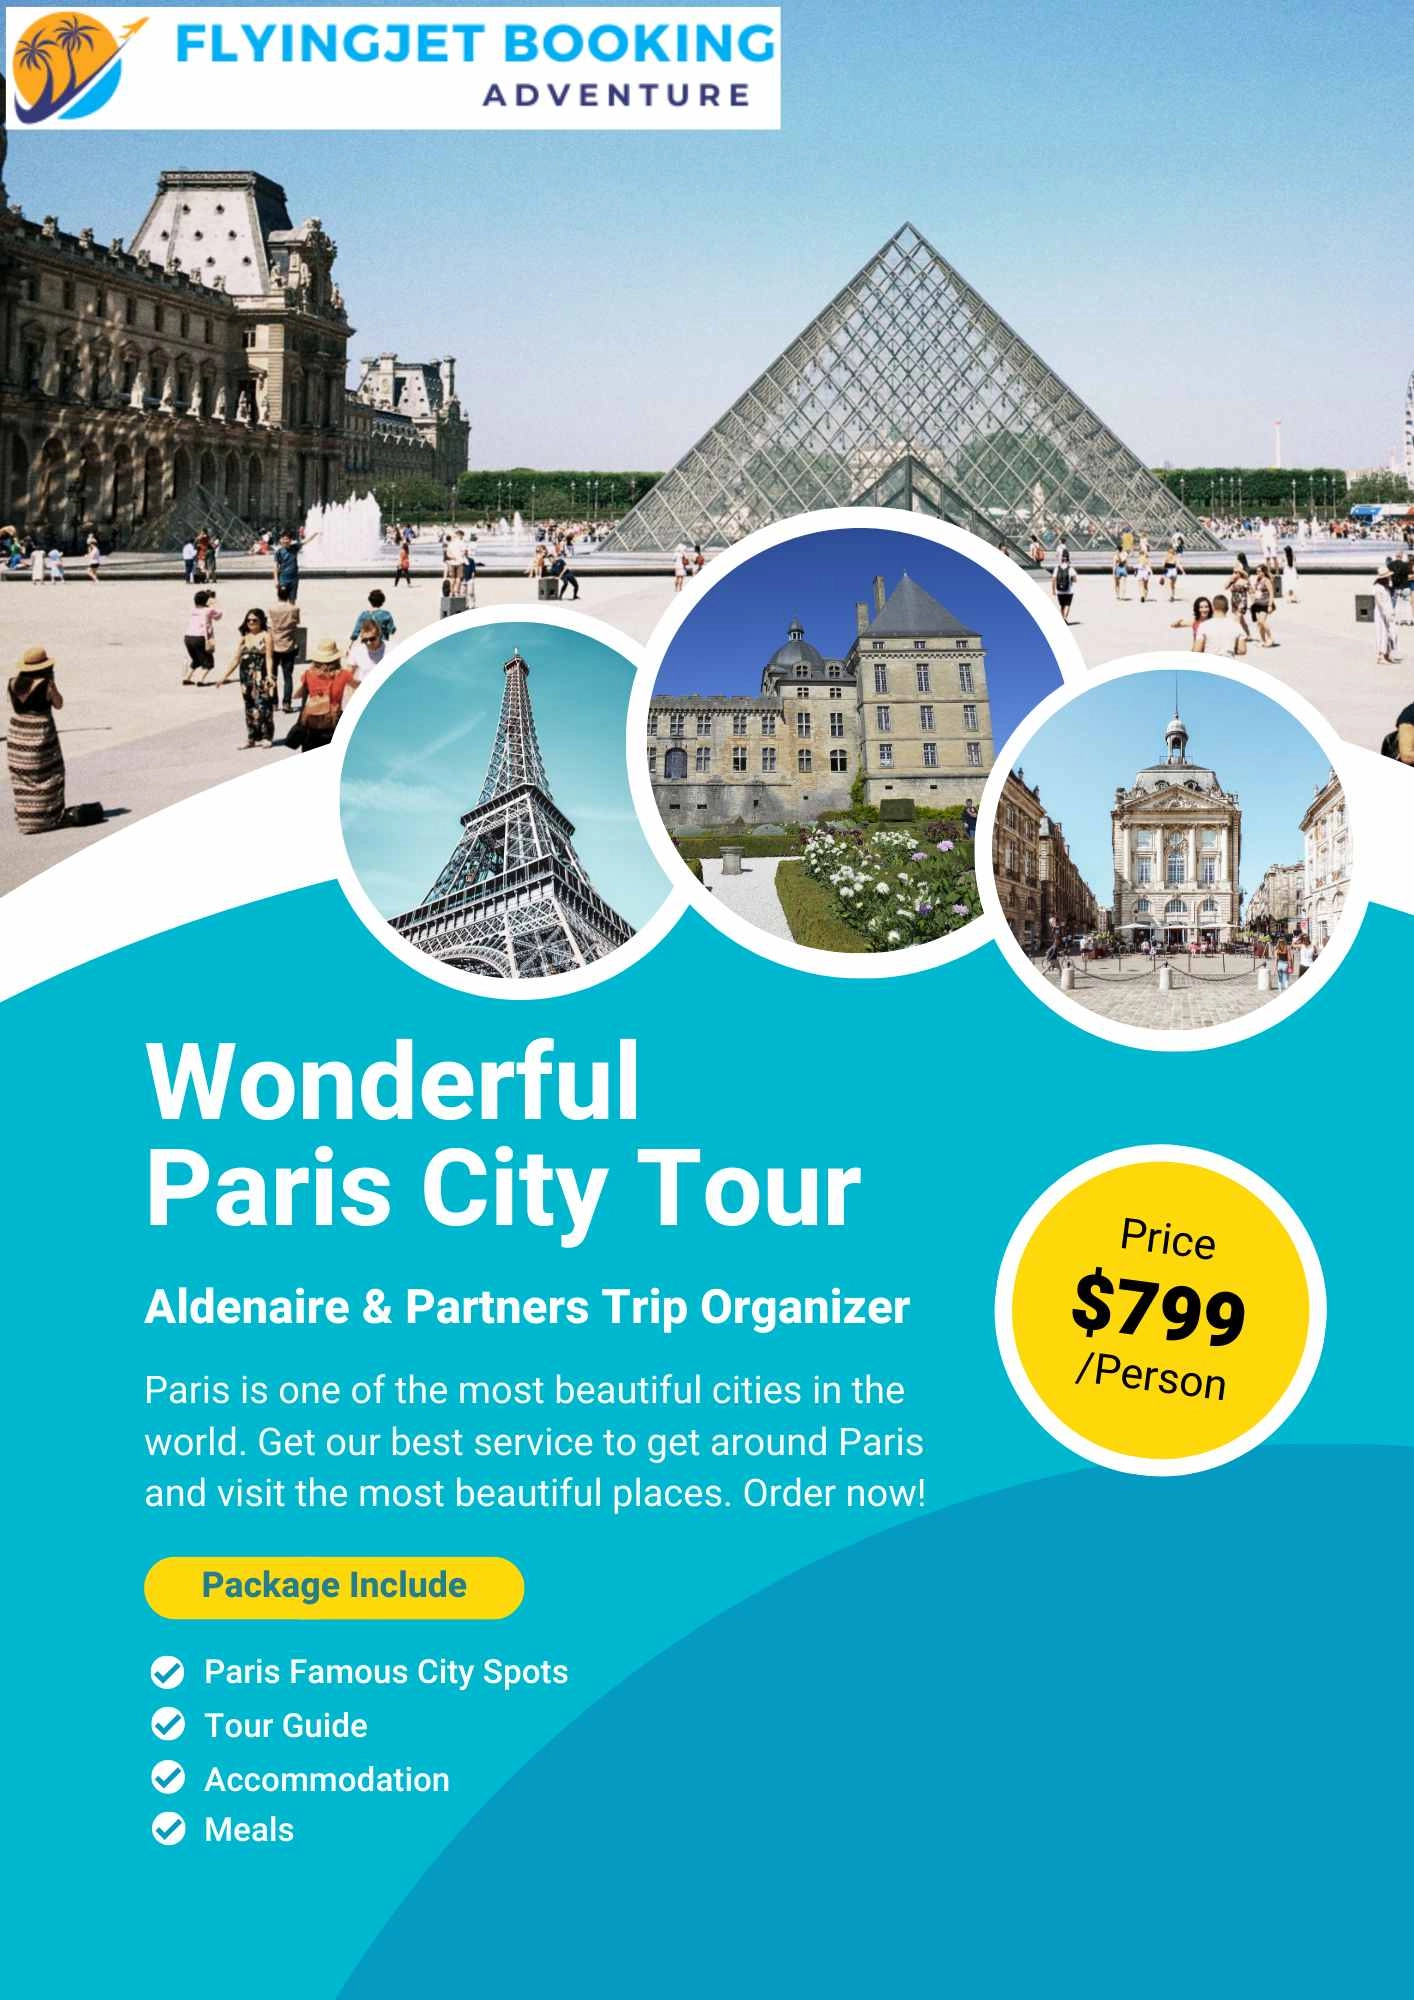 FLYINGJET BOOKING
ADVENTURE
Wonderful
Paris City Tour
Aldenaire & Partners Trip Organizer
Paris is one of the most beautiful cities in the
world. Get our best service to get around Paris
and visit the most beautiful places. Order now!
Price
$799
/Person
Package Include
Paris Famous City Spots
Tour Guide
Accommodation
Meals